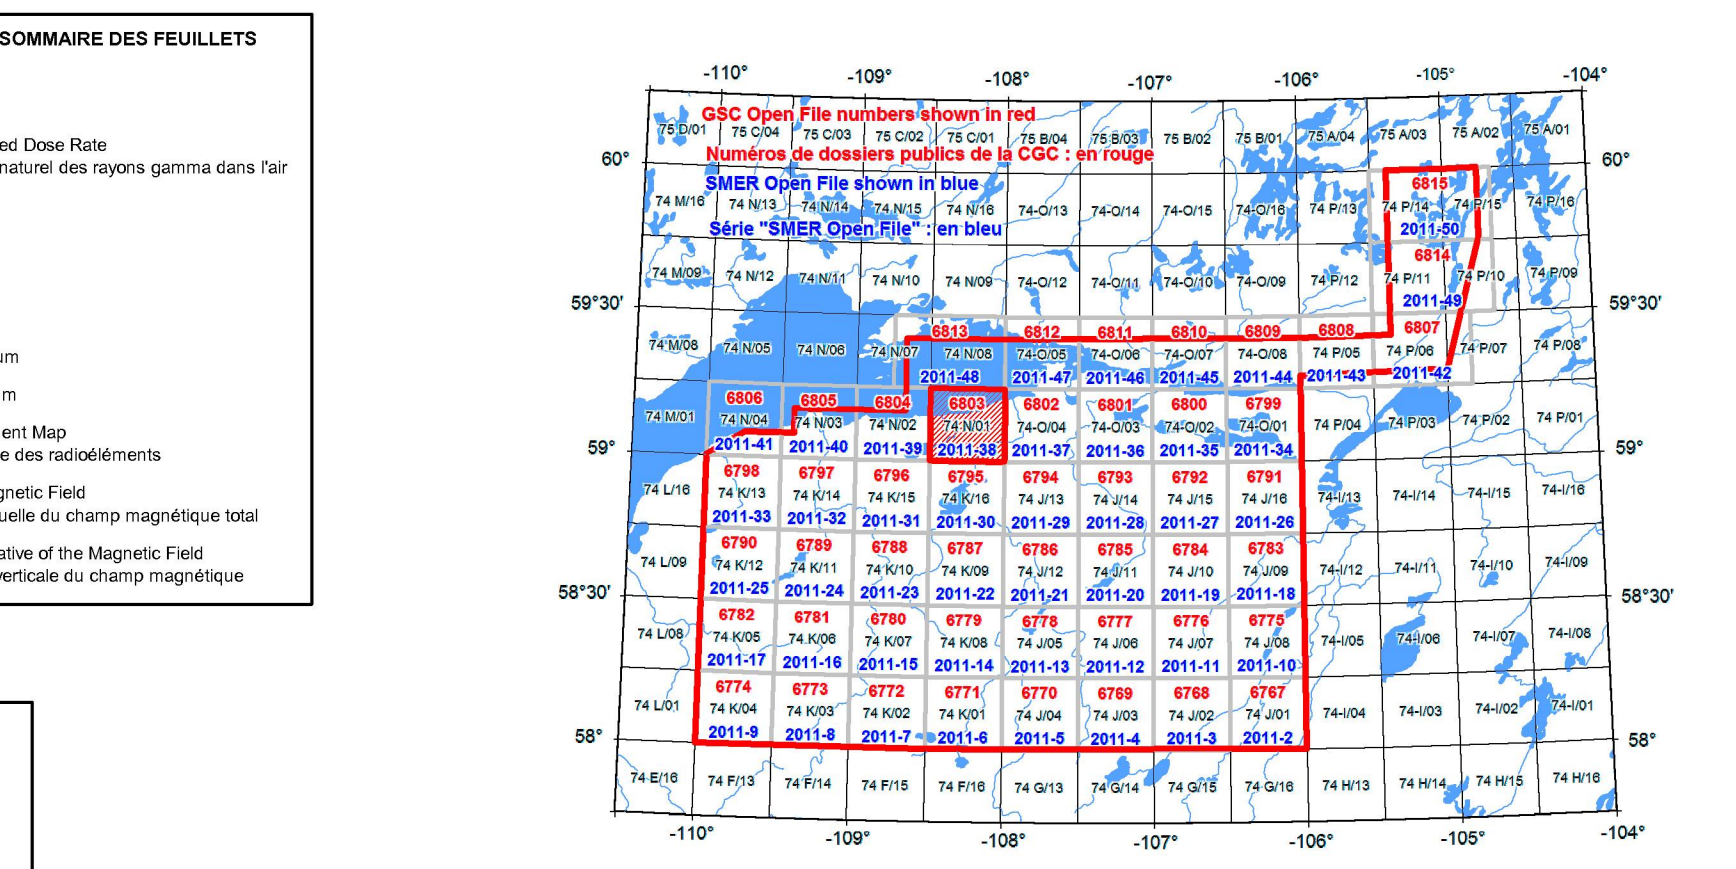 SOMMAIRE DES FEUILLETS
ed Dose Rate
naturel des rayons gamma dans l'air
um
m
ent Map
e des radioéléments
gnetic Field
uelle du champ magnétique total
ative of the Magnetic Field
verticale du champ magnétique
-110° -109° -108° -107° -106° -105° -104°
GSC Open File numbers shown in red
75 D/01 75 C/04 75 C/03 75 C/02 75 C/01 75 B/04 75 B/03 75 B/02 75 B/01 75 A/04 75 A/03 75 A/02 75 A/01
Numéros de dossiers publics de la CGC : en rouge
60° 60°
SMER Open File shown in blue 6815
74 M/16 74 N/13 74 N/14 74 N/15 74 N/16 74-O/13 74-O/14 74-O/15 74-O/16 74 P/13 74 P/14 74 P/15 74 P/16
Série "SMER Open File" : en bleu 2011-50
6814
74 M/09 74 N/12 74 N/11 74 N/10 74 N/09 74-O/12 74-O/11 74-O/10 74-O/09 74 P/12 74 P/11 74 P/10 74 P/09
59°30' 2011-49 59°30'
6813 6812 6811 6810 6809 6808 6807
74 M/08 74 N/05 74 N/06 74 N/07 74 N/08 74-O/05 74-O/06 74-O/07 74-O/08 74 P/05 74 P/06 74 P/07 74 P/08
2011-48 2011-47 2011-46 2011-45 2011-44 2011-43 2011-42
6806 6805 6804 6803 6802 6801 6800 6799
74 M/01 74 N/04 74 N/03 74 N/02 74 N/01 74-O/04 74-O/03 74-O/02 74-O/01 74 P/04 74 P/03 74 P/02 74 P/01
59° 2011-41 2011-40 2011-39 2011-38 2011-37 2011-36 2011-35 2011-34 59°
6798 6797 6796 6795 6794 6793 6792 6791
74 L/16 74 K/13 74 K/14 74 K/15 74 K/16 74 J/13 74 J/14 74 J/15 74 J/16 74-I/13 74-I/14 74-I/15 74-I/16
2011-33 2011-32 2011-31 2011-30 2011-29 2011-28 2011-27 2011-26
6790 6789 6788 6787 6786 6785 6784 6783
74 L/09 74 K/12 74 K/11 74 K/10 74 K/09 74 J/12 74 J/11 74 J/10 74 J/09 74-I/12 74-I/11 74-I/10 74-I/09
58°30' 2011-25 2011-24 2011-23 2011-22 2011-21 2011-20 2011-19 2011-18 58°30'
6782 6781 6780 6779 6778 6777 6776 6775
74 L/08 74 K/05 74 K/06 74 K/07 74 K/08 74 J/05 74 J/06 74 J/07 74 J/08 74-I/05 74-I/06 74-I/07 74-I/08
2011-17 2011-16 2011-15 2011-14 2011-13 2011-12 2011-11 2011-10
6774 6773 6772 6771 6770 6769 6768 6767
74 L/01 74 K/04 74 K/03 74 K/02 74 K/01 74 J/04 74 J/03 74 J/02 74 J/01 74-I/04 74-I/03 74-I/02 74-I/01
58° 2011-9 2011-8 2011-7 2011-6 2011-5 2011-4 2011-3 2011-2 58°
74 E/16 74 F/13 74 F/14 74 F/15 74 F/16 74 G/13 74 G/14 74 G/15 74 G/16 74 H/13 74 H/14 74 H/15 74 H/16
-110° -109° -108° -107° -106° -105° -104°